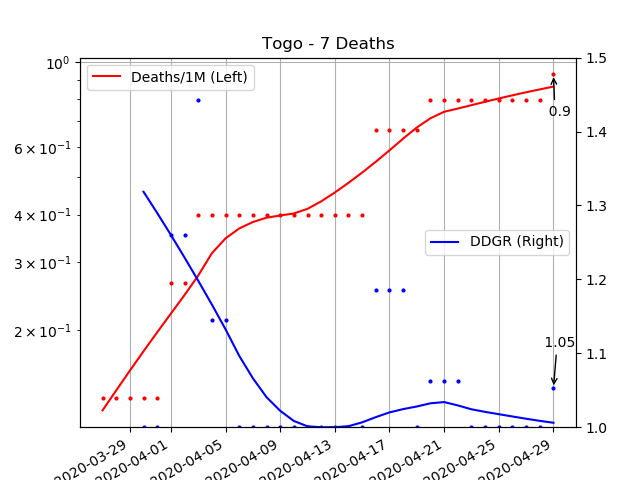 Togo - 7 Deaths
Deaths/1M (Left)
DDGR (Right)
10⁰
6 × 10⁻¹
4 × 10⁻¹
3 × 10⁻¹
2 × 10⁻¹
1.5
1.4
1.3
1.2
1.1
1.0
0.9
1.05
2020-03-29
2020-04-01
2020-04-05
2020-04-09
2020-04-13
2020-04-17
2020-04-21
2020-04-25
2020-04-29